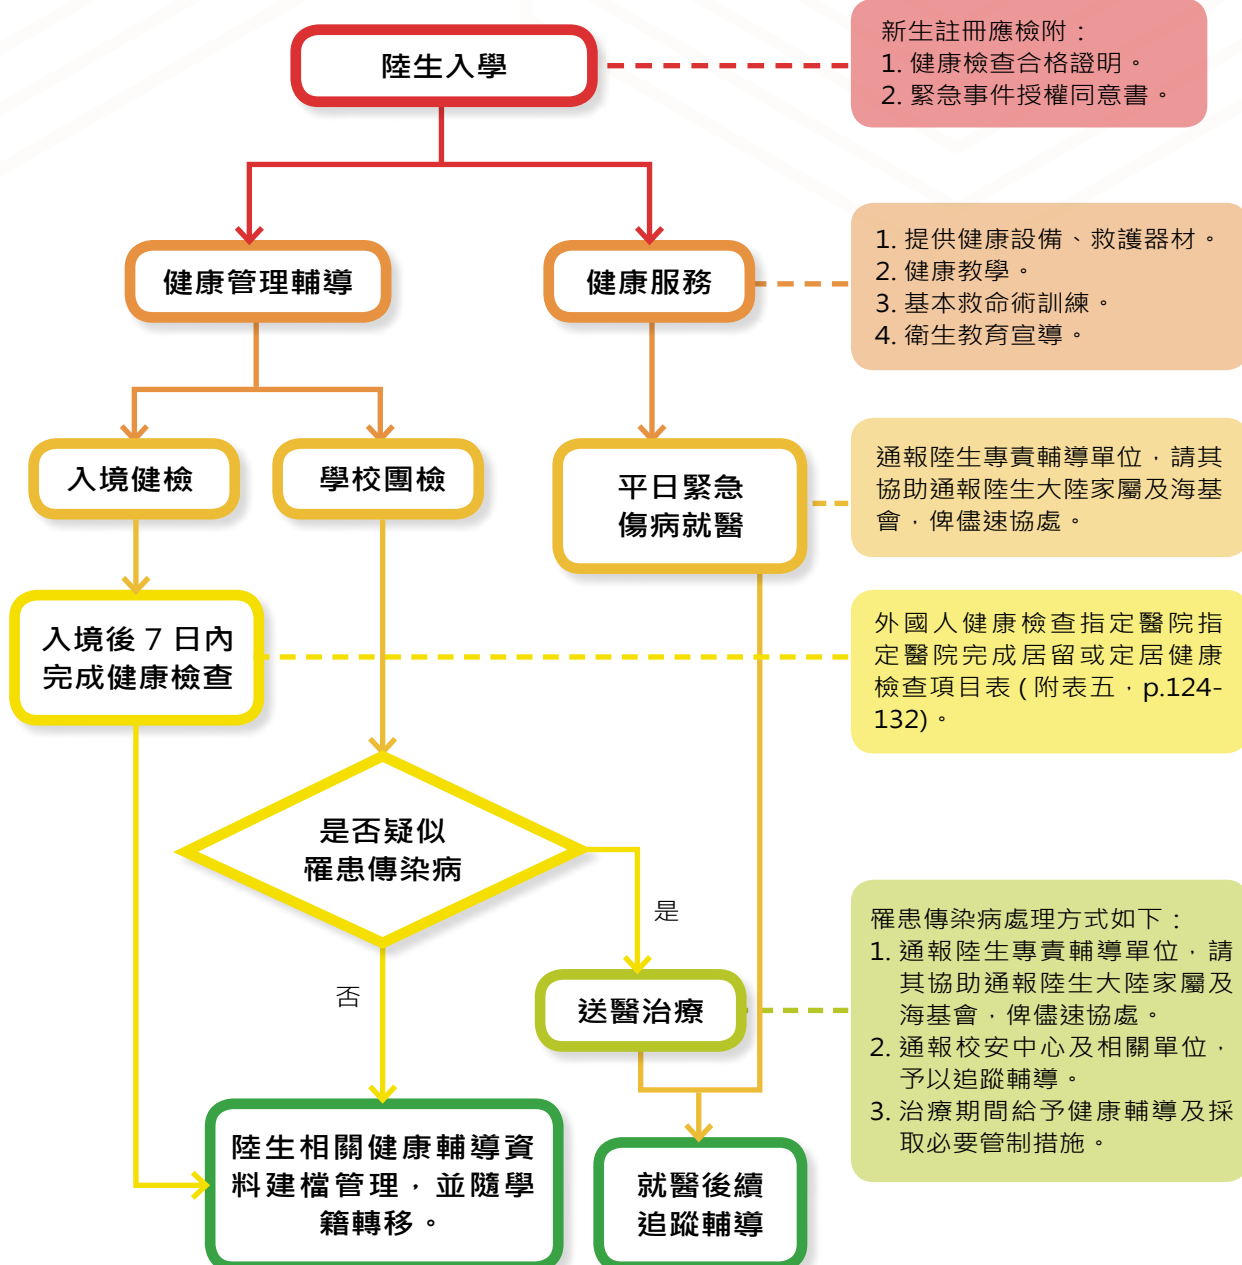 陸生入學
新生註冊應檢附：
1. 健康檢查合格證明。
2. 緊急事件授權同意書。
健康管理輔導
健康服務
1. 提供健康設備、救護器材。
2. 健康教學。
3. 基本救命術訓練。
4. 衛生教育宣導。
入境健檢
學校團檢
平日緊急
傷病就醫
通報陸生專責輔導單位，請其
協助通報陸生大陸家屬及海基
會，俾儘速協處。
入境後 7 日內
完成健康檢查
外國人健康檢查指定醫院指
定醫院完成居留或定居健康
檢查項目表 ( 附表五，p.124-
132)。
是否疑似
罹患傳染病
是
否
送醫治療
罹患傳染病處理方式如下：
1. 通報陸生專責輔導單位，請
其協助通報陸生大陸家屬及
海基會，俾儘速協處。
2. 通報校安中心及相關單位，
予以追蹤輔導。
3. 治療期間給予健康輔導及採
取必要管制措施。
陸生相關健康輔導資
料建檔管理，並隨學
籍轉移。
就醫後續
追蹤輔導